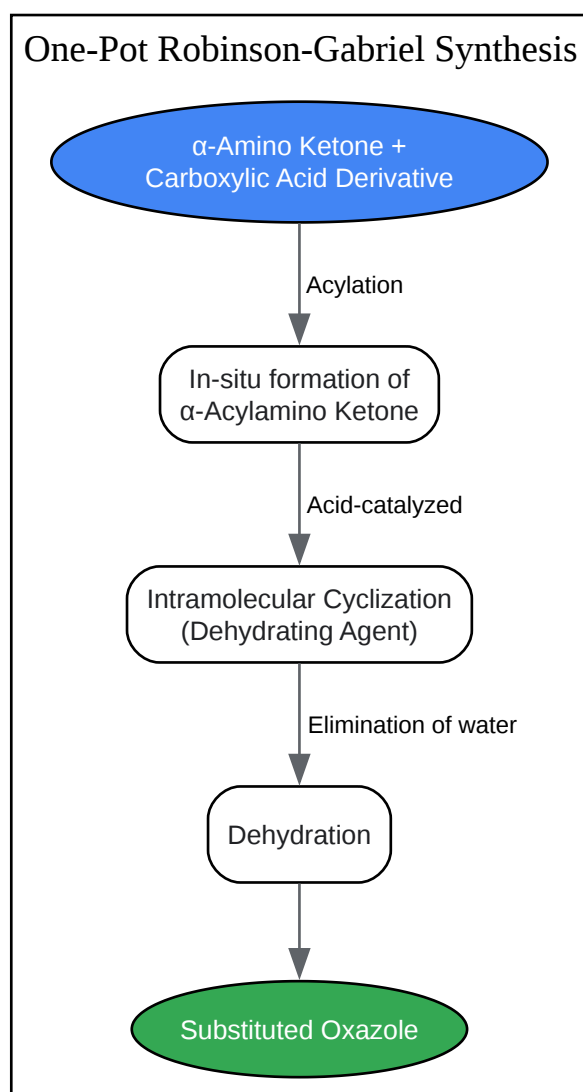 One-Pot Robinson-Gabriel Synthesis
α-Amino Ketone +
Carboxylic Acid Derivative
Acylation
In-situ formation of
α-Acylamino Ketone
Acid-catalyzed
Intramolecular Cyclization
(Dehydrating Agent)
Elimination of water
Dehydration
Substituted Oxazole